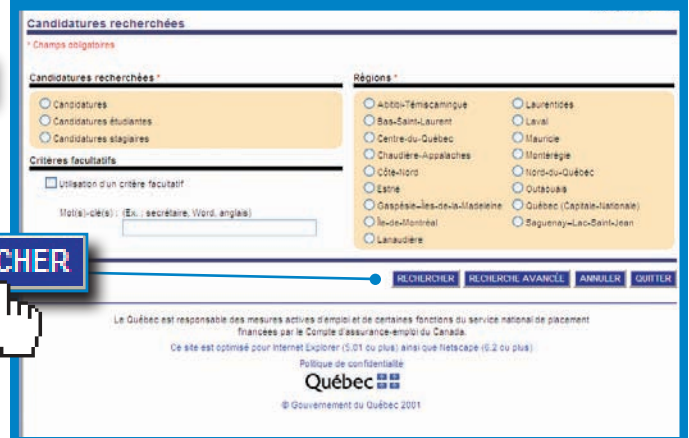 Candidatures recherchées
* Champs obligatoires
Candidatures recherchées *
Candidatures
Candidatures étudiantes
Candidatures stagiaires
Critères facultatifs
Utilisation d'un critère facultatif
Mot(s)-clé(s) : (Ex. : secrétaire, Word, anglais)
Régions *
Abitibi-Témiscamingue
Bas-Saint-Laurent
Centre-du-Québec
Chaudière-Appalaches
Côte-Nord
Estrie
Gaspésie–Îles-de-la-Madeleine
Île-de-Montréal
Lanaudière
Laurentides
Laval
Mauricie
Montérégie
Nord-du-Québec
Outaouais
Québec (Capitale-Nationale)
Saguenay–Lac-Saint-Jean
CHER
RECHERCHER RECHERCHE AVANCÉE ANNULER QUITTER
Le Québec est responsable des mesures actives d'emploi et de certaines fonctions du service national de placement
financées par le Compte d'assurance-emploi du Canada.
Ce site est optimisé pour Internet Explorer (5.01 ou plus) ainsi que Netscape (6.2 ou plus)
Politique de confidentialité
Québec
© Gouvernement du Québec 2001